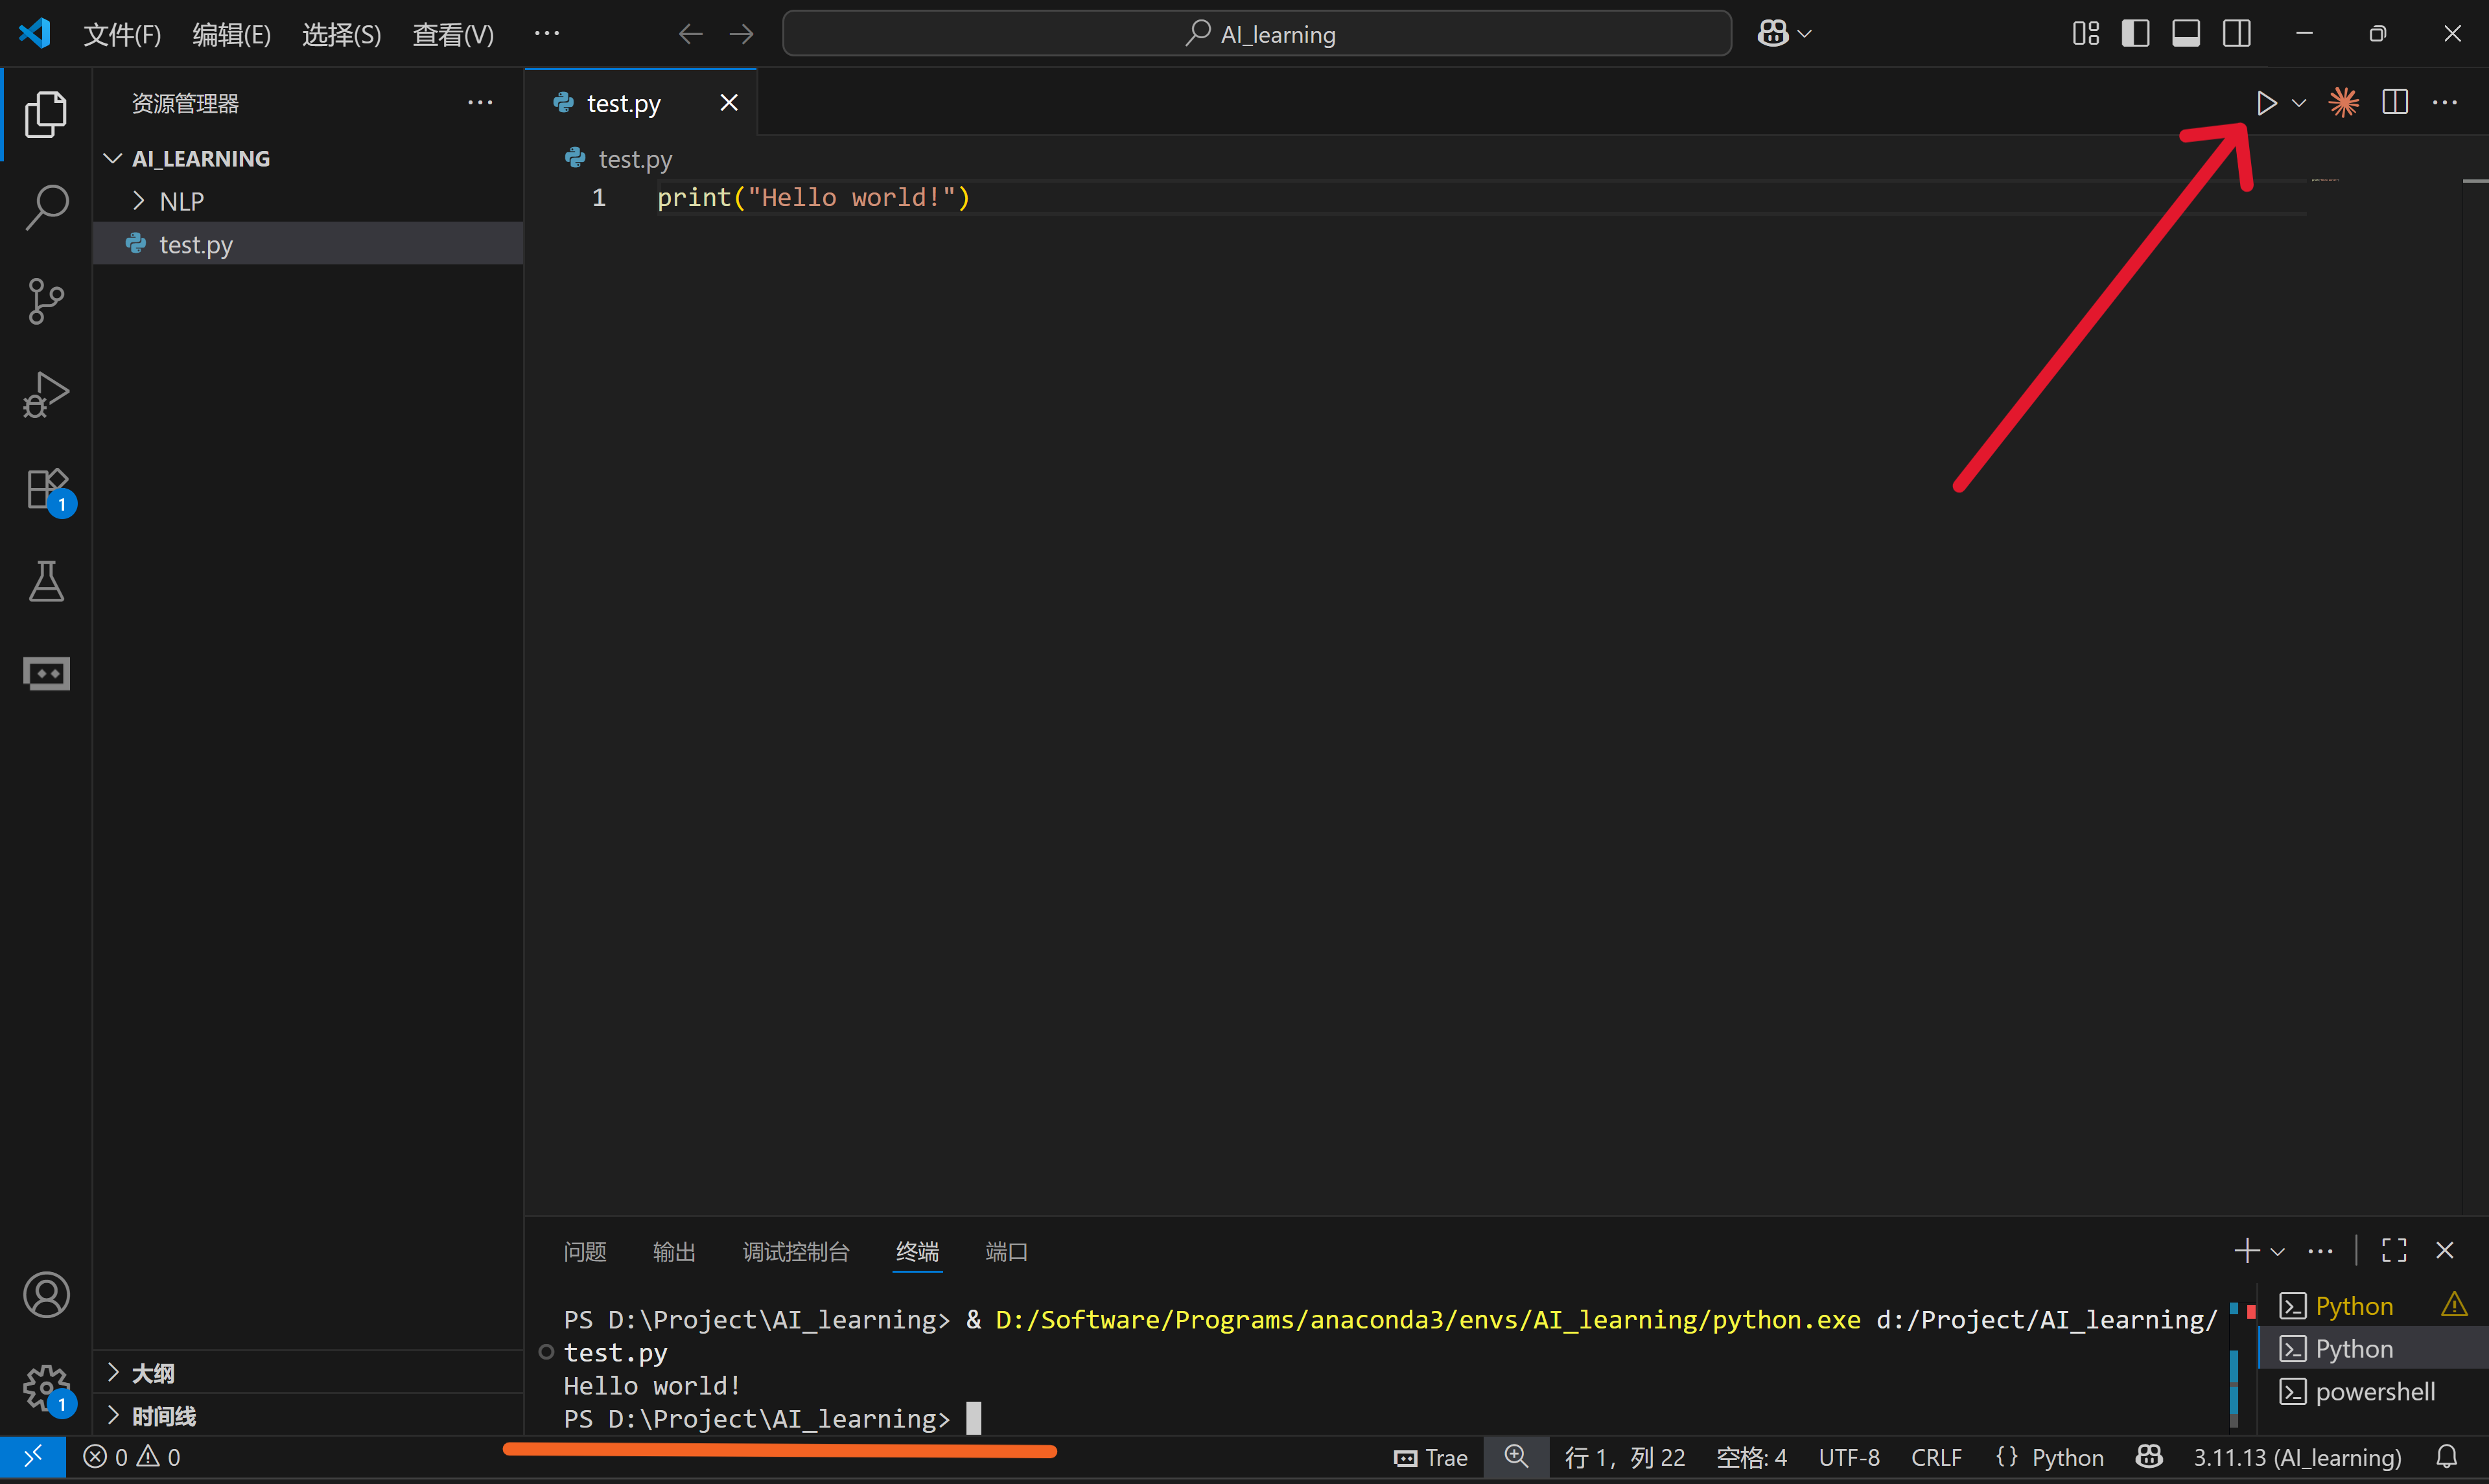 文件(F) 编辑(E) 选择(S) 查看(V) ··· AI_learning
资源管理器 ···
AI_LEARNING
NLP
test.py
test.py
test.py
1 print("Hello world!")
1
1
大纲
时间线
问题 输出 调试控制台 终端 端口
PS D:\Project\AI_learning> & D:/Software/Programs/anaconda3/envs/AI_learning/python.exe d:/Project/AI_learning/
test.py
Hello world!
PS D:\Project\AI_learning>
Python
Python
powershell
0 0 Trae 行 1，列 22 空格: 4 UTF-8 CRLF {} Python 3.11.13 (AI_learning)